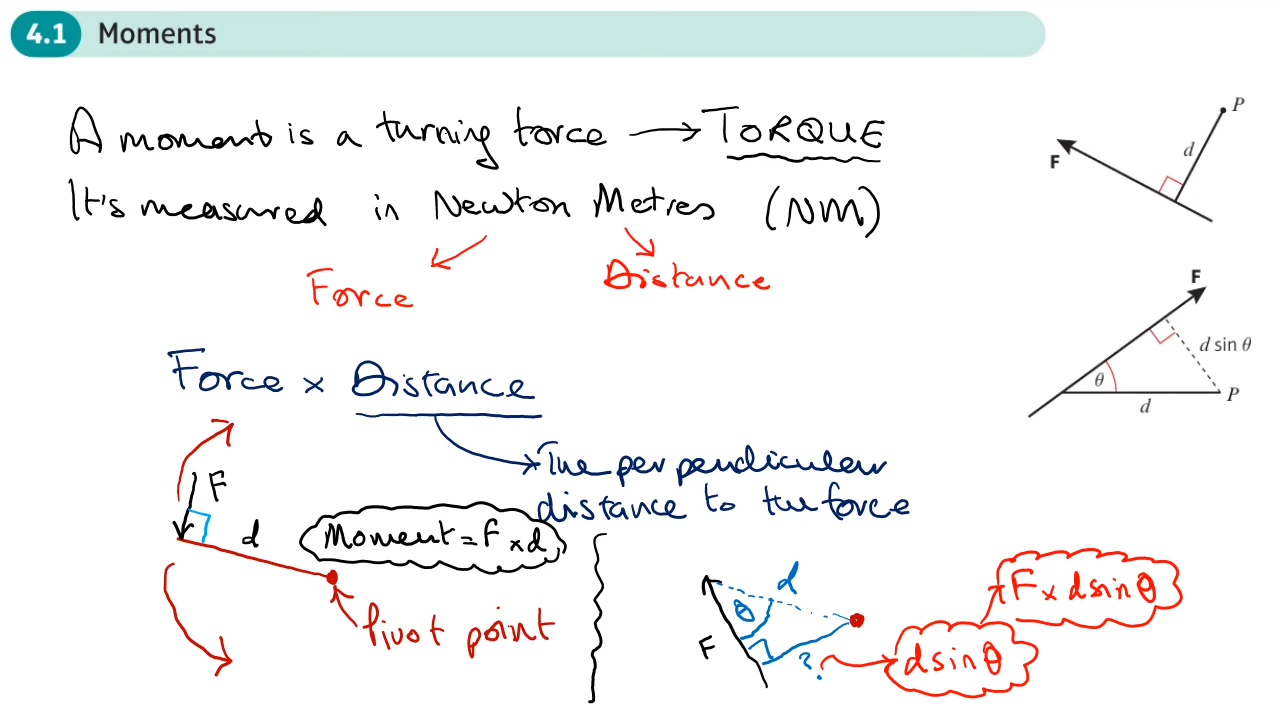 4.1 Moments
A moment is a turning force → TORQUE
It's measured in Newton Metres (NM)
Force
Distance
Force × Distance
The perpendicular
distance to the force
F
d
Moment = F × d
Pivot point
F
θ
d
?
d sin θ
F × d sin θ
F
d
P
F
d sin θ
θ
d
P